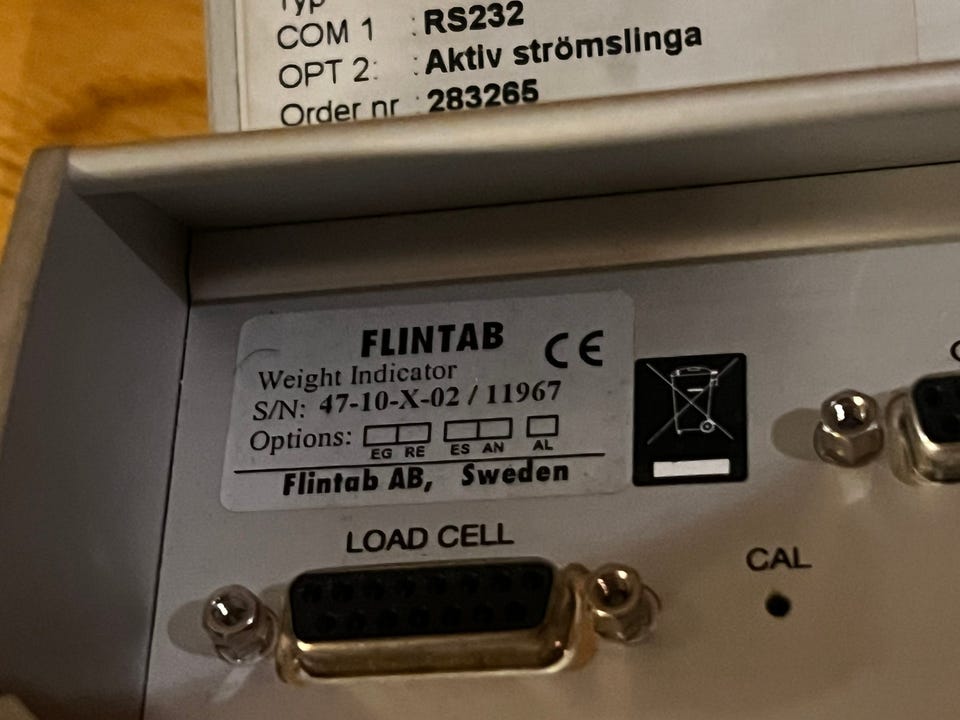 Typ
COM 1 : RS232
OPT 2: : Aktiv strömslinga
Order nr : 283265
FLINTAB CE
Weight Indicator
S/N: 47-10-X-02 / 11967
Options:
EG RE ES AN AL
Flintab AB, Sweden
LOAD CELL
CAL